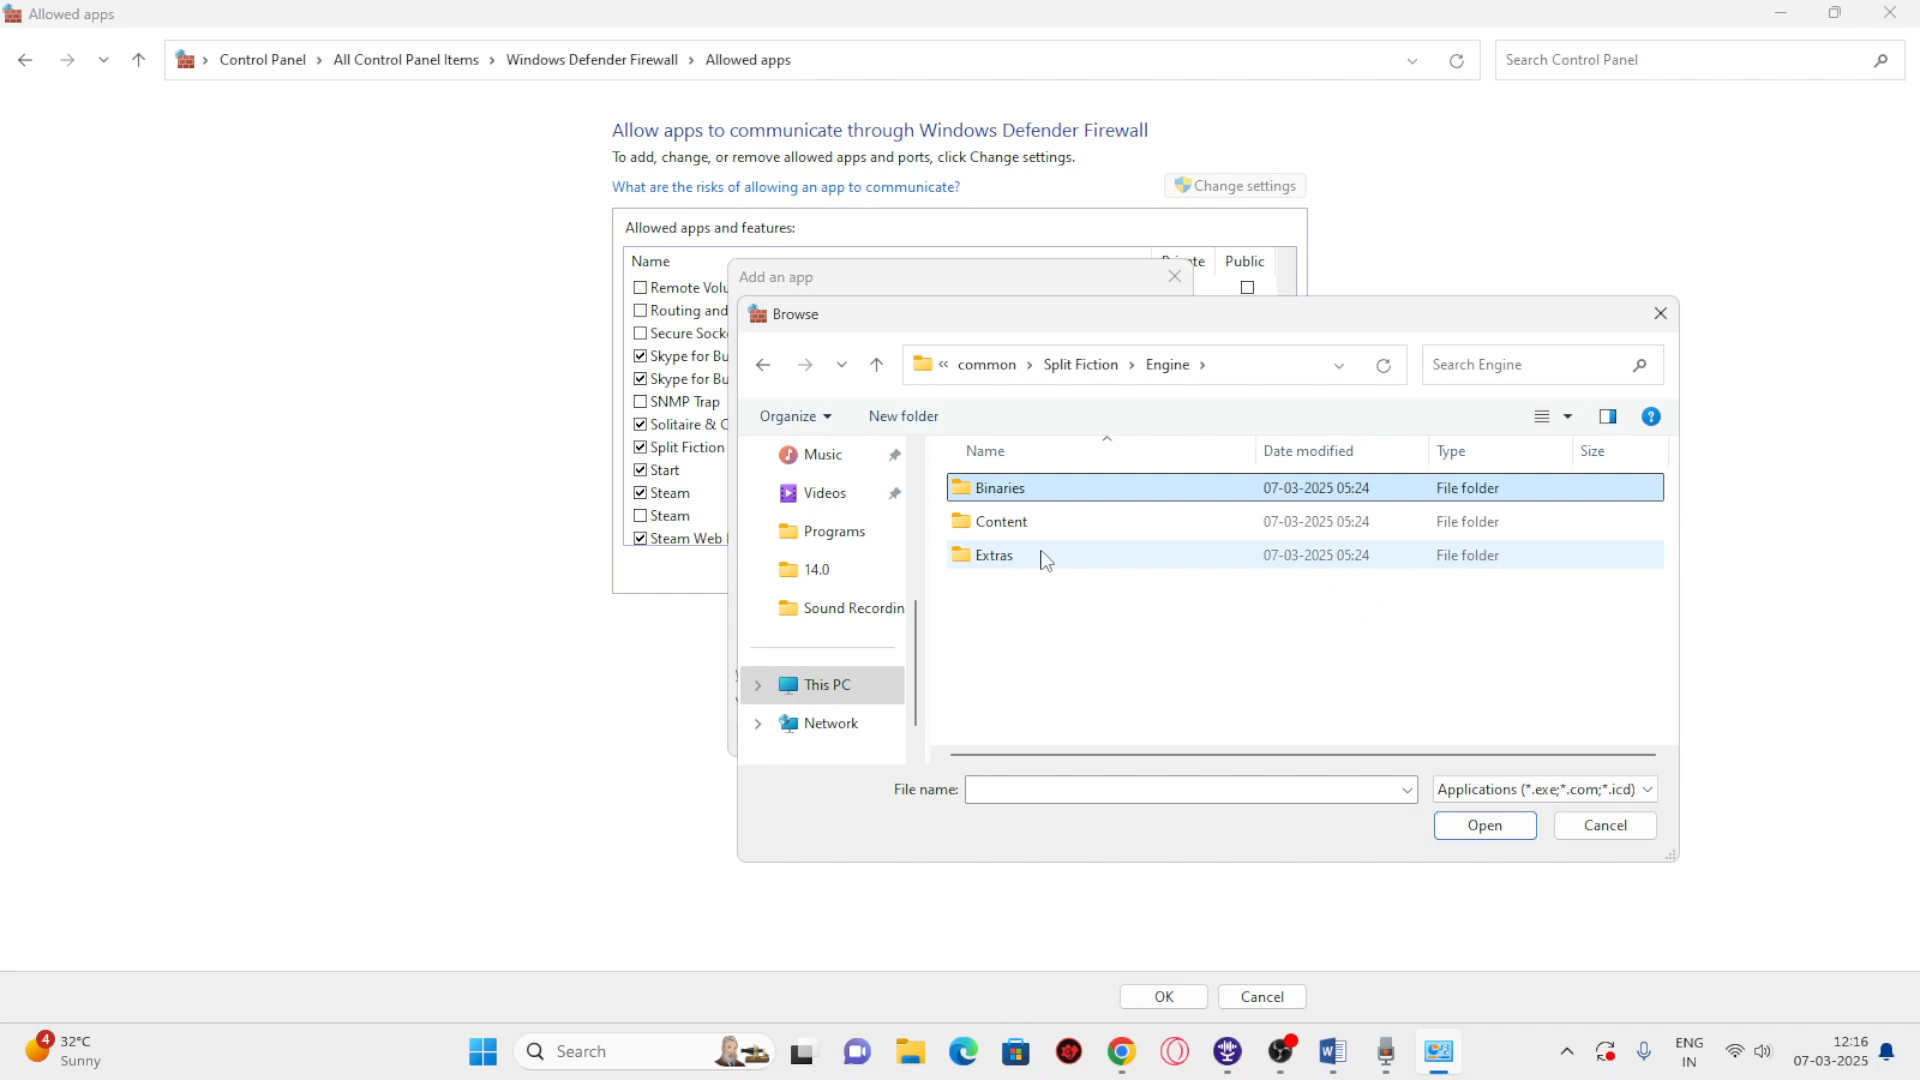 Allowed apps
Control Panel > All Control Panel Items > Windows Defender Firewall > Allowed apps
Search Control Panel
Allow apps to communicate through Windows Defender Firewall
To add, change, or remove allowed apps and ports, click Change settings.
What are the risks of allowing an app to communicate?
Change settings
Allowed apps and features:
Name Public
Remote Volu
Routing and
Secure Sock
Skype for Bu
Skype for Bu
SNMP Trap
Solitaire & C
Split Fiction
Start
Steam
Steam
Steam Web
Add an app
Browse
« common > Split Fiction > Engine >
Search Engine
Organize New folder
Music
Videos
Programs
14.0
Sound Recordin
This PC
Network
Name Date modified Type Size
Binaries 07-03-2025 05:24 File folder
Content 07-03-2025 05:24 File folder
Extras 07-03-2025 05:24 File folder
File name: Applications (*.exe;*.com;*.icd)
Open Cancel
OK Cancel
4 32°C
Sunny
Search
ENG
IN
12:16
07-03-2025